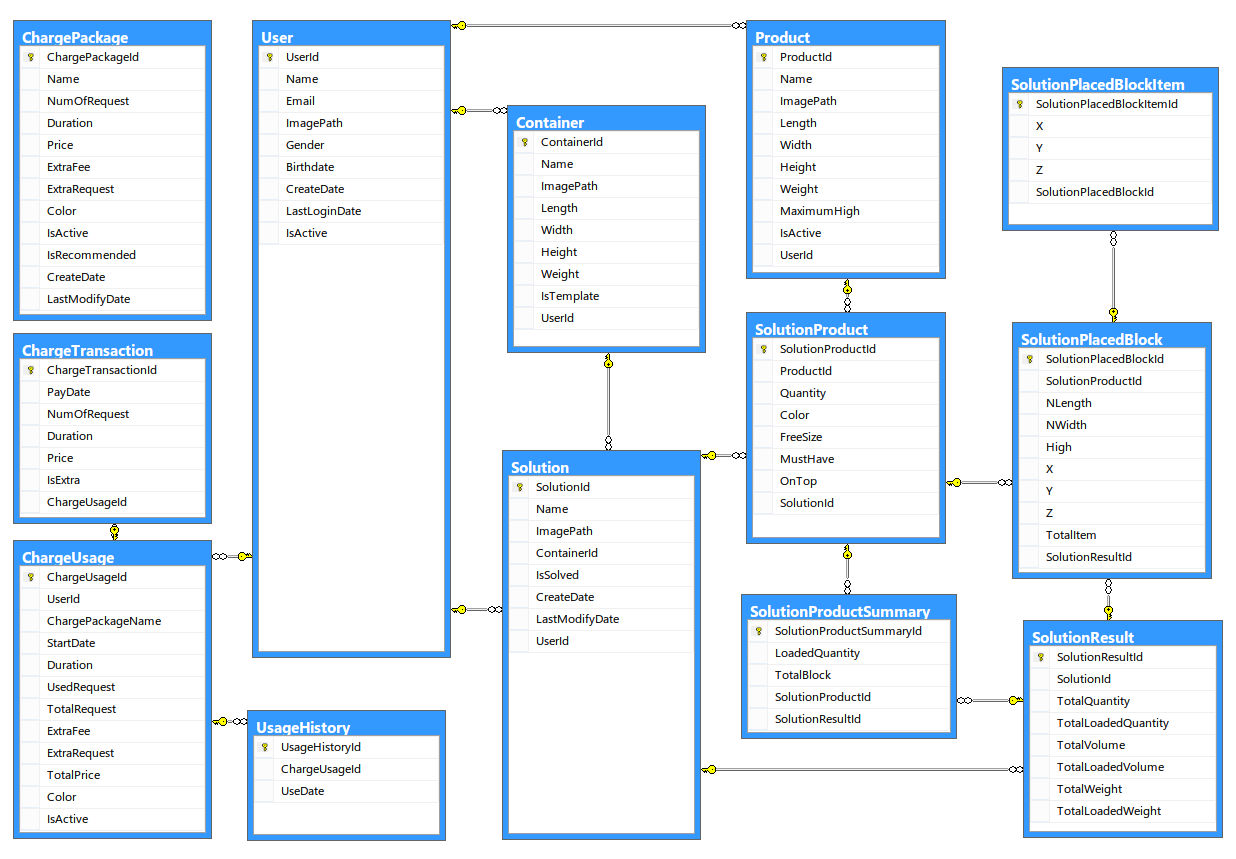 ChargePackage
ChargePackageId
Name
NumOfRequest
Duration
Price
ExtraFee
ExtraRequest
Color
IsActive
IsRecommended
CreateDate
LastModifyDate
ChargeTransaction
ChargeTransactionId
PayDate
NumOfRequest
Duration
Price
IsExtra
ChargeUsageId
ChargeUsage
ChargeUsageId
UserId
ChargePackageName
StartDate
Duration
UsedRequest
TotalRequest
ExtraFee
ExtraRequest
TotalPrice
Color
IsActive
User
UserId
Name
Email
ImagePath
Gender
Birthdate
CreateDate
LastLoginDate
IsActive
UsageHistory
UsageHistoryId
ChargeUsageId
UseDate
Container
ContainerId
Name
ImagePath
Length
Width
Height
Weight
IsTemplate
UserId
Solution
SolutionId
Name
ImagePath
ContainerId
IsSolved
CreateDate
LastModifyDate
UserId
Product
ProductId
Name
ImagePath
Length
Width
Height
Weight
MaximumHigh
IsActive
UserId
SolutionProduct
SolutionProductId
ProductId
Quantity
Color
FreeSize
MustHave
OnTop
SolutionId
SolutionProductSummary
SolutionProductSummaryId
LoadedQuantity
TotalBlock
SolutionProductId
SolutionResultId
SolutionPlacedBlockItem
SolutionPlacedBlockItemId
X
Y
Z
SolutionPlacedBlockId
SolutionPlacedBlock
SolutionPlacedBlockId
SolutionProductId
NLength
NWidth
High
X
Y
Z
TotalItem
SolutionResultId
SolutionResult
SolutionResultId
SolutionId
TotalQuantity
TotalLoadedQuantity
TotalVolume
TotalLoadedVolume
TotalWeight
TotalLoadedWeight